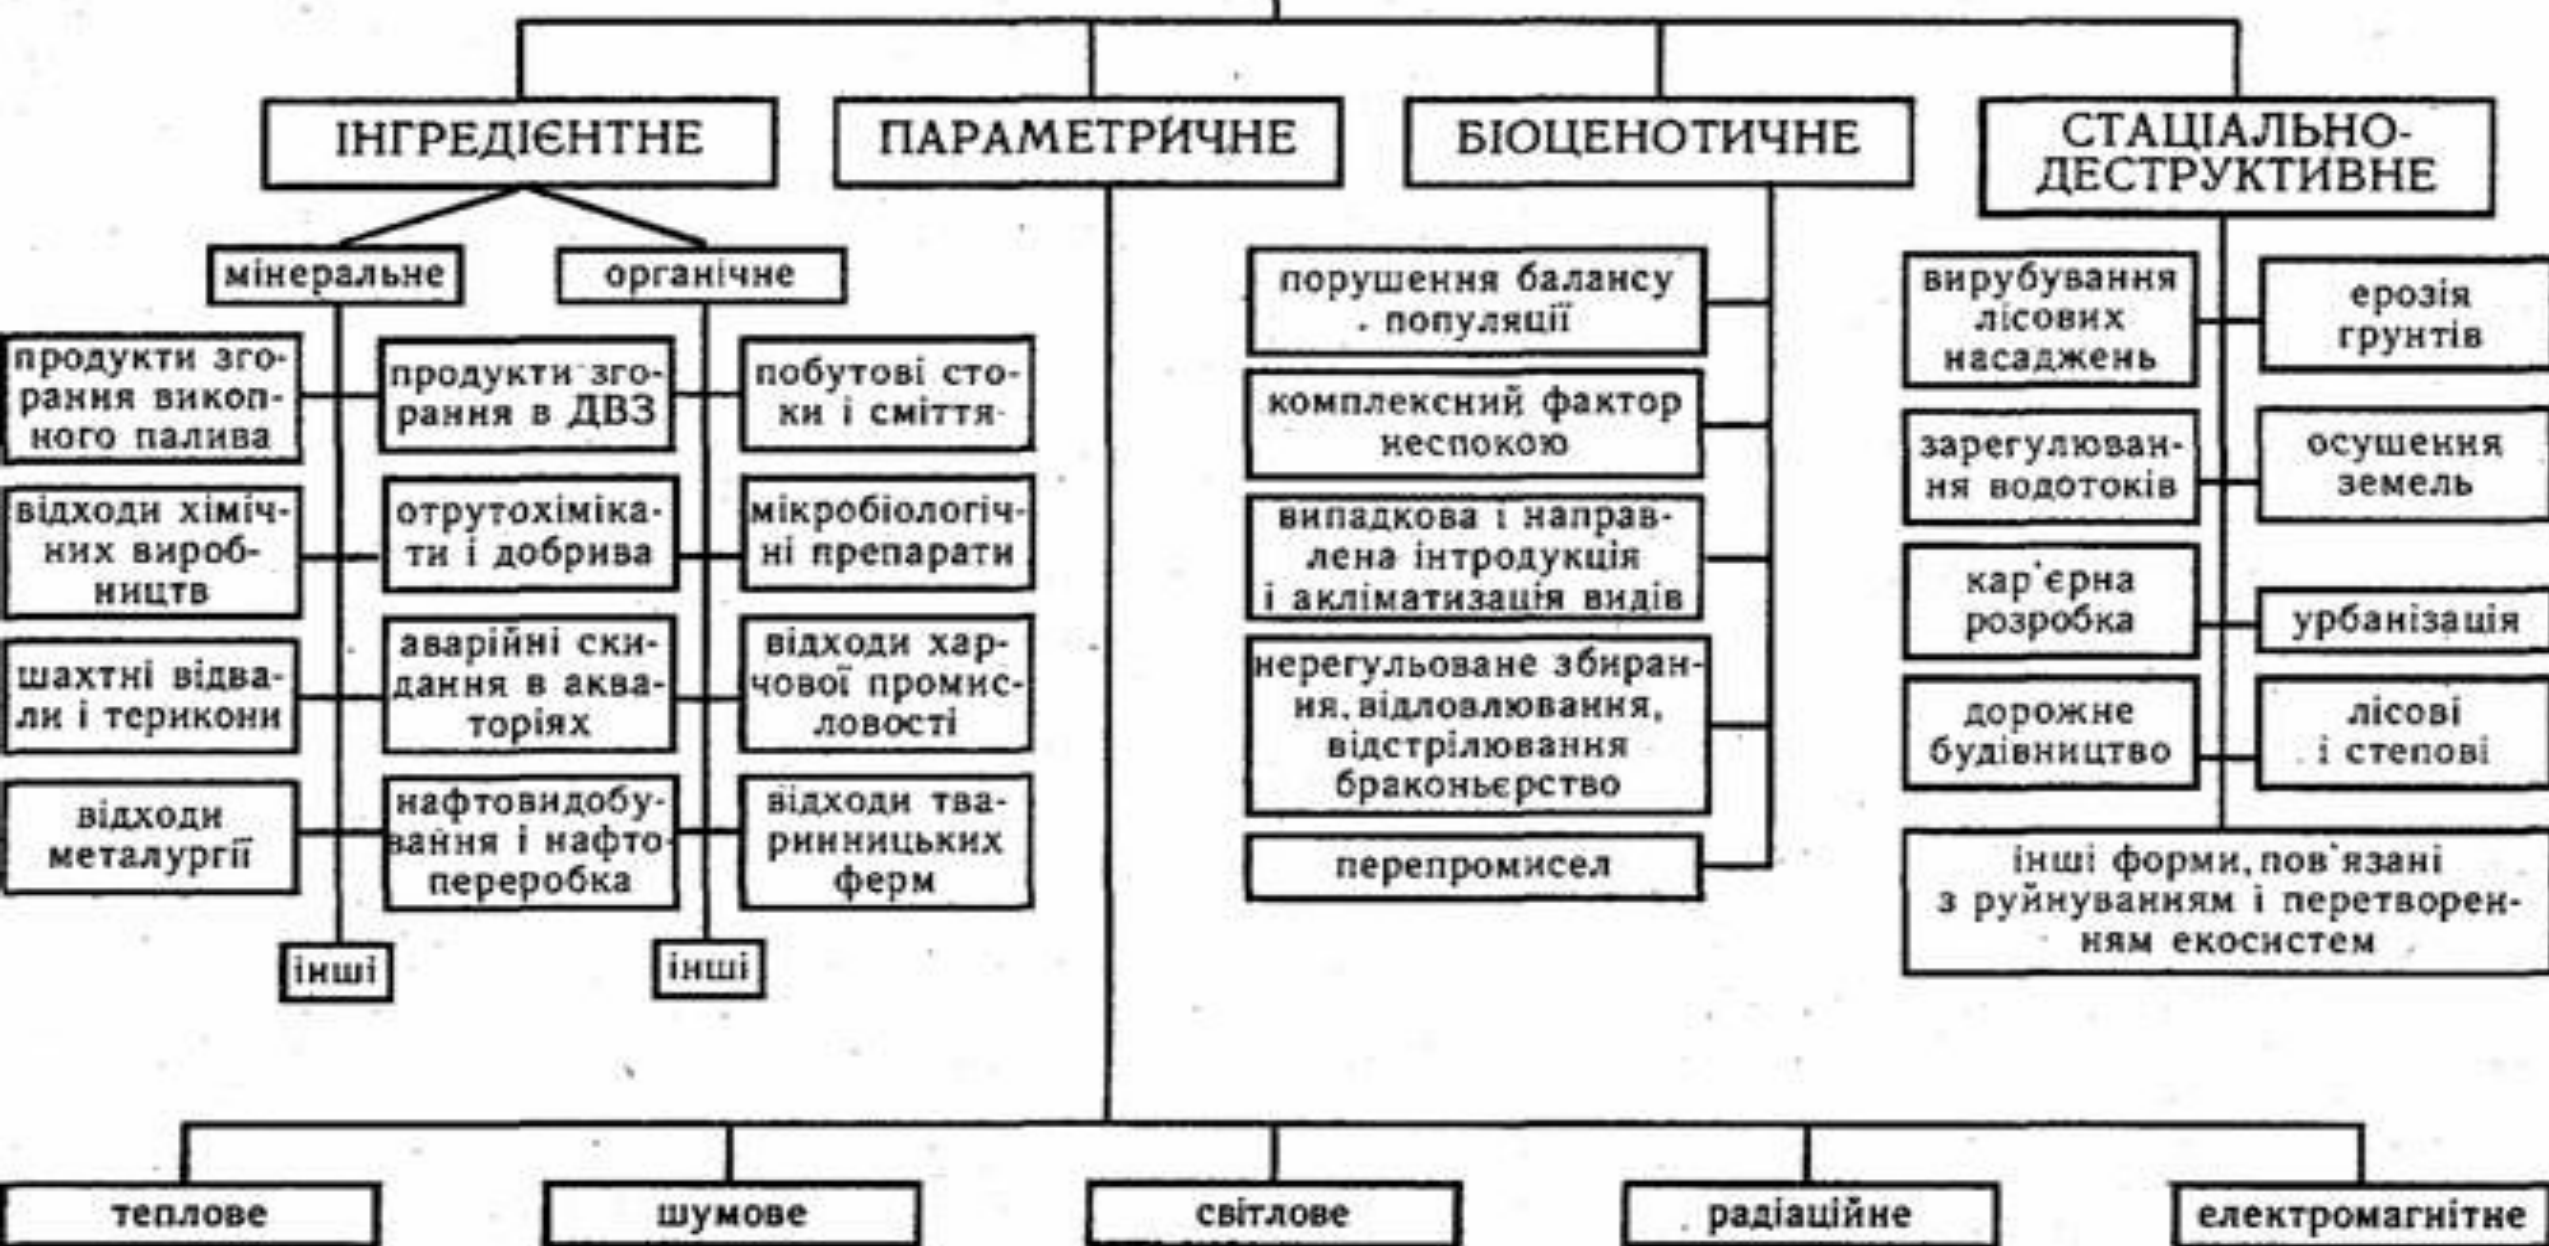 ІНГРЕДІЄНТНЕ
ПАРАМЕТРИЧНЕ
БІОЦЕНОТИЧНЕ
СТАЦІАЛЬНО-
ДЕСТРУКТИВНЕ
мінеральне
органічне
продукти зго-
рання викоп-
ного палива
відходи хіміч-
них вироб-
ництв
шахтні відва-
ли і терикони
відходи
металургії
продукти зго-
рання в ДВЗ
отрутохіміка-
ти і добрива
аварійні ски-
дання в аква-
торіях
нафтовидобу-
вання і нафто-
переробка
побутові сто-
ки і сміття
мікробіологіч-
ні препарати
відходи хар-
чової промис-
ловості
відходи тва-
ринницьких
ферм
інші
інші
порушення балансу
популяції
комплексний фактор
неспокою
випадкова і направ-
лена інтродукція
і акліматизація видів
нерегульоване збиран-
ня, відловлювання,
відстрілювання
браконьєрство
перепромисел
вирубування
лісових
насаджень
ерозія
грунтів
зарегулюван-
ня водотоків
осушення
земель
кар'єрна
розробка
урбанізація
дорожне
будівництво
лісові
і степові
інші форми, пов'язані
з руйнуванням і перетворен-
ням екосистем
теплове
шумове
світлове
радіаційне
електромагнітне